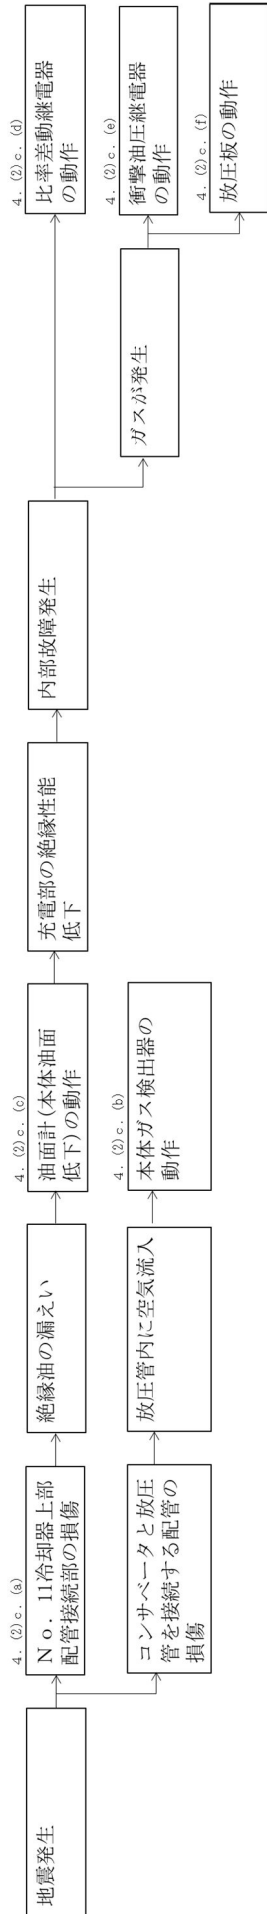 地震発生
4. (2)c. (a)
No. 11冷却器上部
配管接続部の損傷
絶縁油の漏えい
4. (2)c. (c)
油面計(本体油面
低下)の動作
充電部の絶縁性能
低下
内部故障発生
4. (2)c. (d)
比率差動継電器
の動作
ガスが発生
4. (2)c. (e)
衝撃油圧継電器
の動作
4. (2)c. (f)
放圧板の動作
コンサベータと放圧
管を接続する配管の
損傷
放圧管内に空気流入
4. (2)c. (b)
本体ガス検出器の
動作